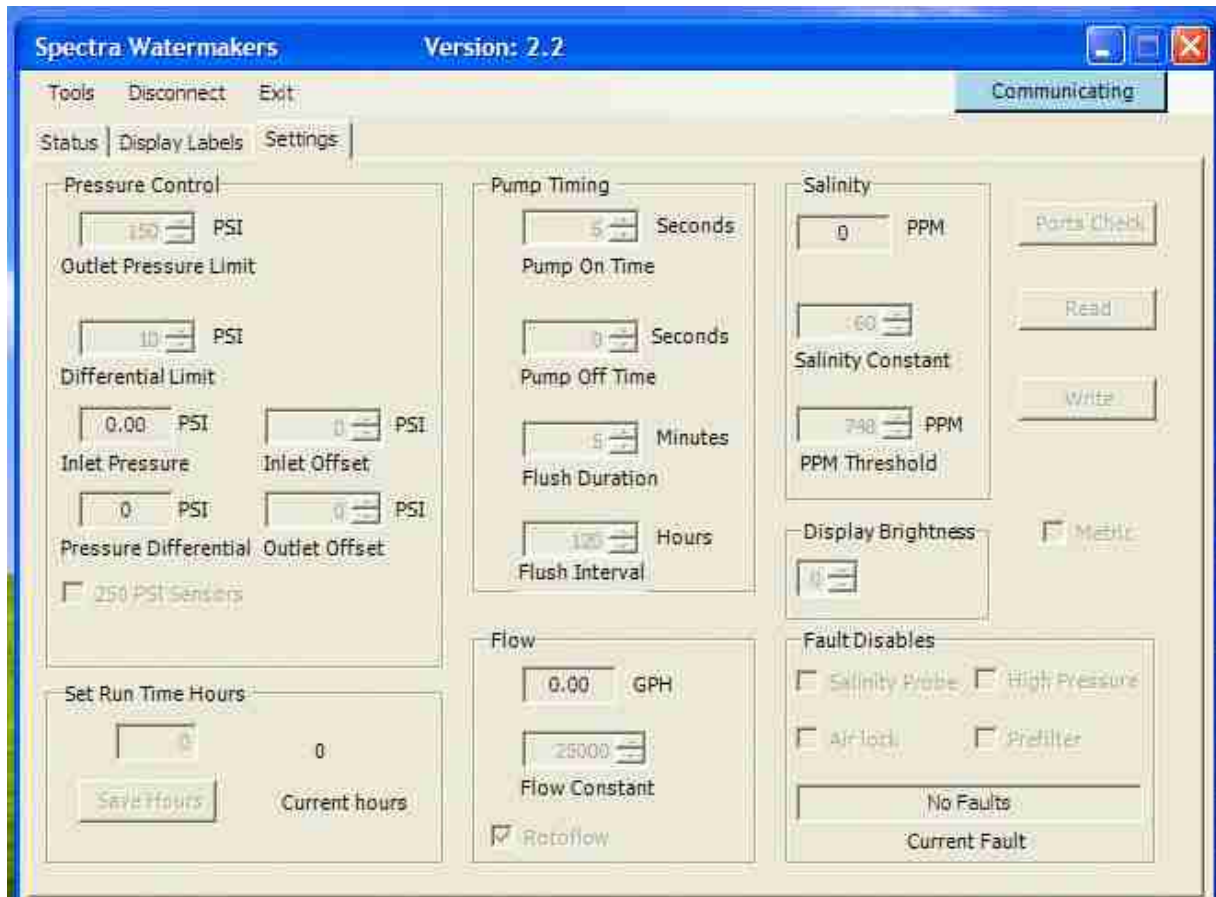 Spectra Watermakers Version: 2.2
Tools Disconnect Exit Communicating
Status Display Labels Settings
Pressure Control
150 PSI
Outlet Pressure Limit
10 PSI
Differential Limit
0.00 PSI 0 PSI
Inlet Pressure Inlet Offset
0 PSI 0 PSI
Pressure Differential Outlet Offset
250 PSI Sensors
Set Run Time Hours
0 0
Save Hours Current hours
Pump Timing
5 Seconds
Pump On Time
0 Seconds
Pump Off Time
5 Minutes
Flush Duration
120 Hours
Flush Interval
Flow
0.00 GPH
25000
Flow Constant
Rotoflow
Salinity
0 PPM
60
Salinity Constant
748 PPM
PPM Threshold
Display Brightness
0
Fault Disables
Salinity Probe High Pressure
Air lock Prefilter
No Faults
Current Fault
Ports Check
Read
Write
Metric